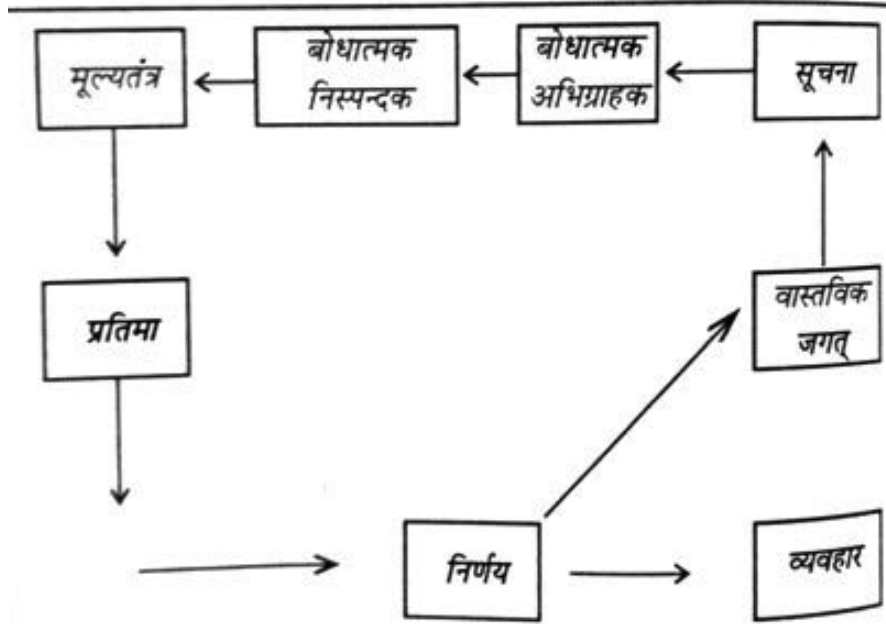 मूल्यतंत्र
बोधात्मक
निस्पन्दक
बोधात्मक
अभिग्राहक
सूचना
प्रतिमा
वास्तविक
जगत्
निर्णय
व्यवहार